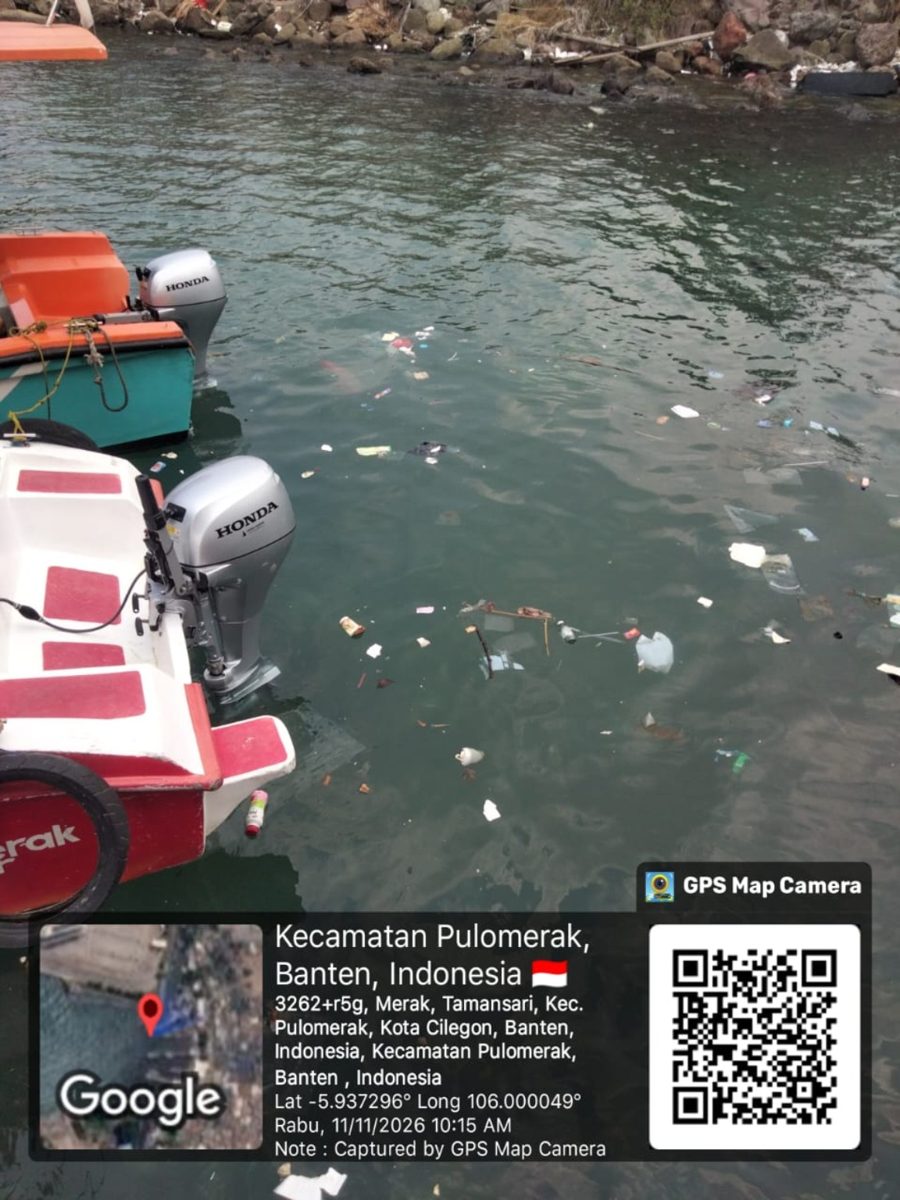 HONDA
HONDA
erak
GPS Map Camera
Kecamatan Pulomerak,
Banten, Indonesia 🇮🇩
3262+r5g, Merak, Tamansari, Kec.
Pulomerak, Kota Cilegon, Banten,
Indonesia, Kecamatan Pulomerak,
Banten , Indonesia
Lat -5.937296° Long 106.000049°
Rabu, 11/11/2026 10:15 AM
Note : Captured by GPS Map Camera
Google